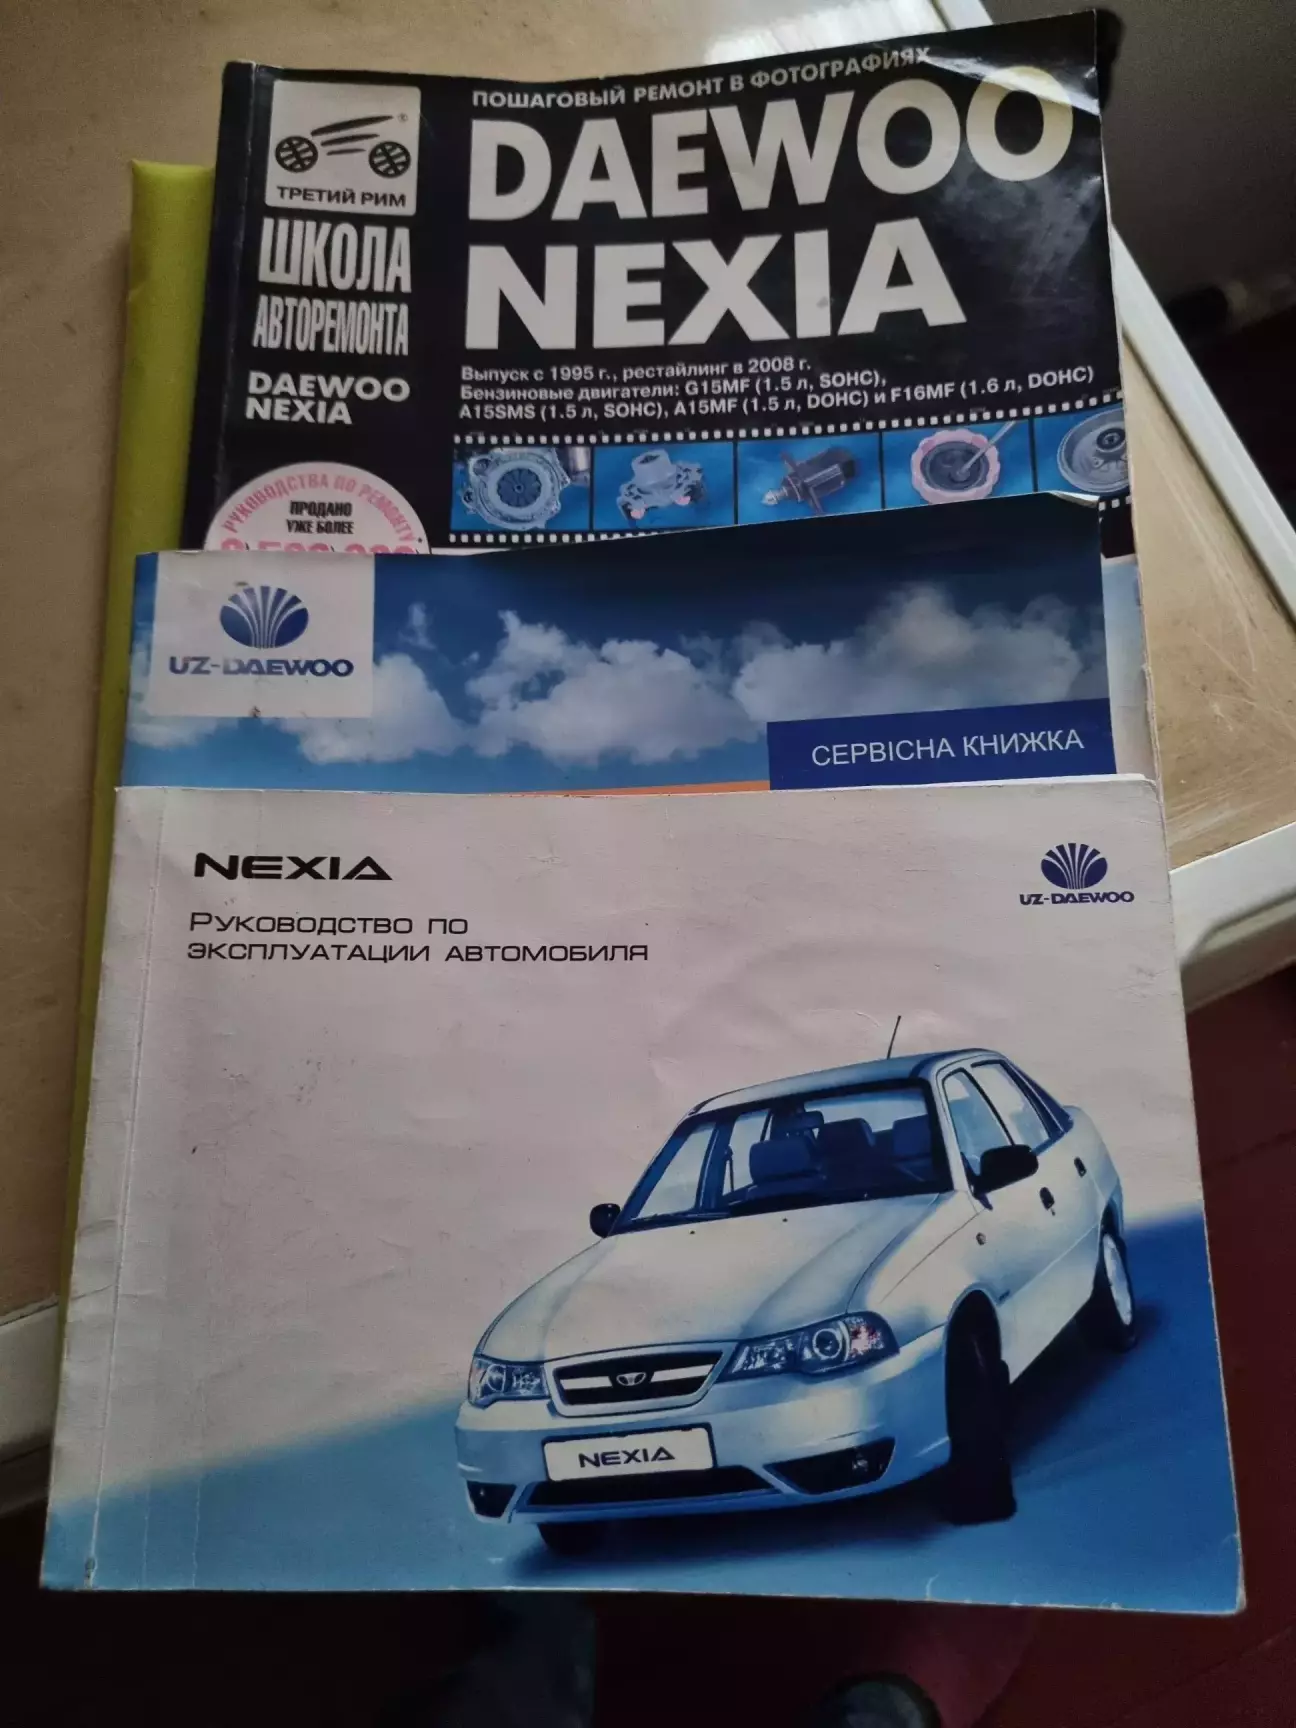 ПОШАГОВЫЙ РЕМОНТ В ФОТОГРАФИЯХ
DAEWOO
NEXIA
®
ТРЕТИЙ РИМ
ШКОЛА
АВТОРЕМОНТА
DAEWOO
NEXIA
Выпуск с 1995 г., рестайлинг в 2008 г.
Бензиновые двигатели: G15MF (1.5 л, SOHC),
A15SMS (1.5 л, SOHC), A15MF (1.5 л, DOHC) и F16MF (1.6 л, DOHC)
РУКОВОДСТВА ПО РЕМОНТУ
ПРОДАНО
УЖЕ БОЛЕЕ
UZ-DAEWOO
СЕРВІСНА КНИЖКА
NEXIA
UZ-DAEWOO
РУКОВОДСТВО ПО
ЭКСПЛУАТАЦИИ АВТОМОБИЛЯ
NEXIA